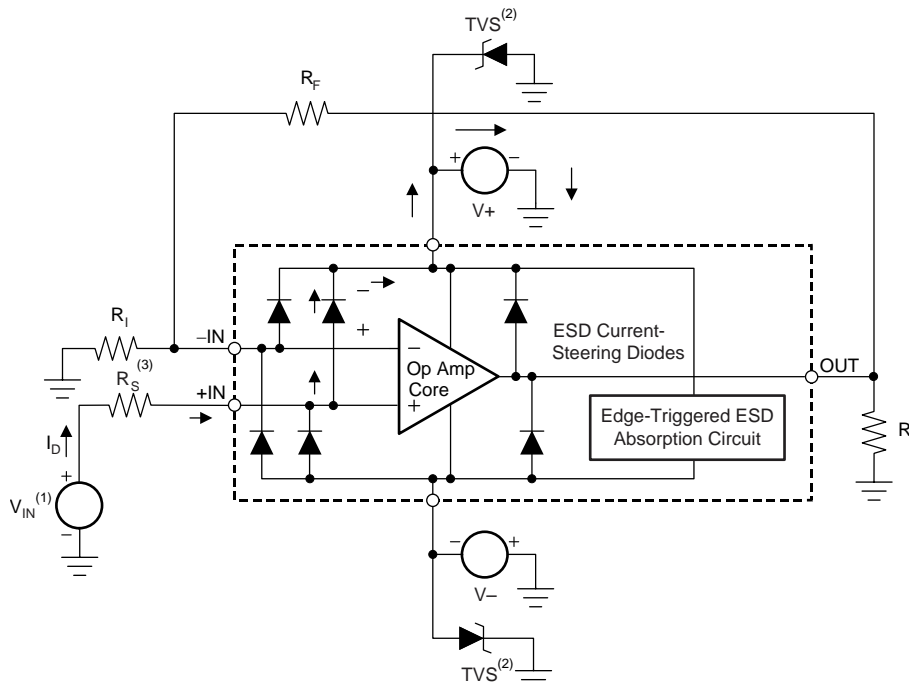 TVS(2)
RF
+ −
V+
RI
−IN
−
+
−
Op Amp
Core
+
ESD Current-
Steering Diodes
OUT
(3)
RS
+IN
Edge-Triggered ESD
Absorption Circuit
R
ID
+
VIN(1)
−
− +
V−
TVS(2)